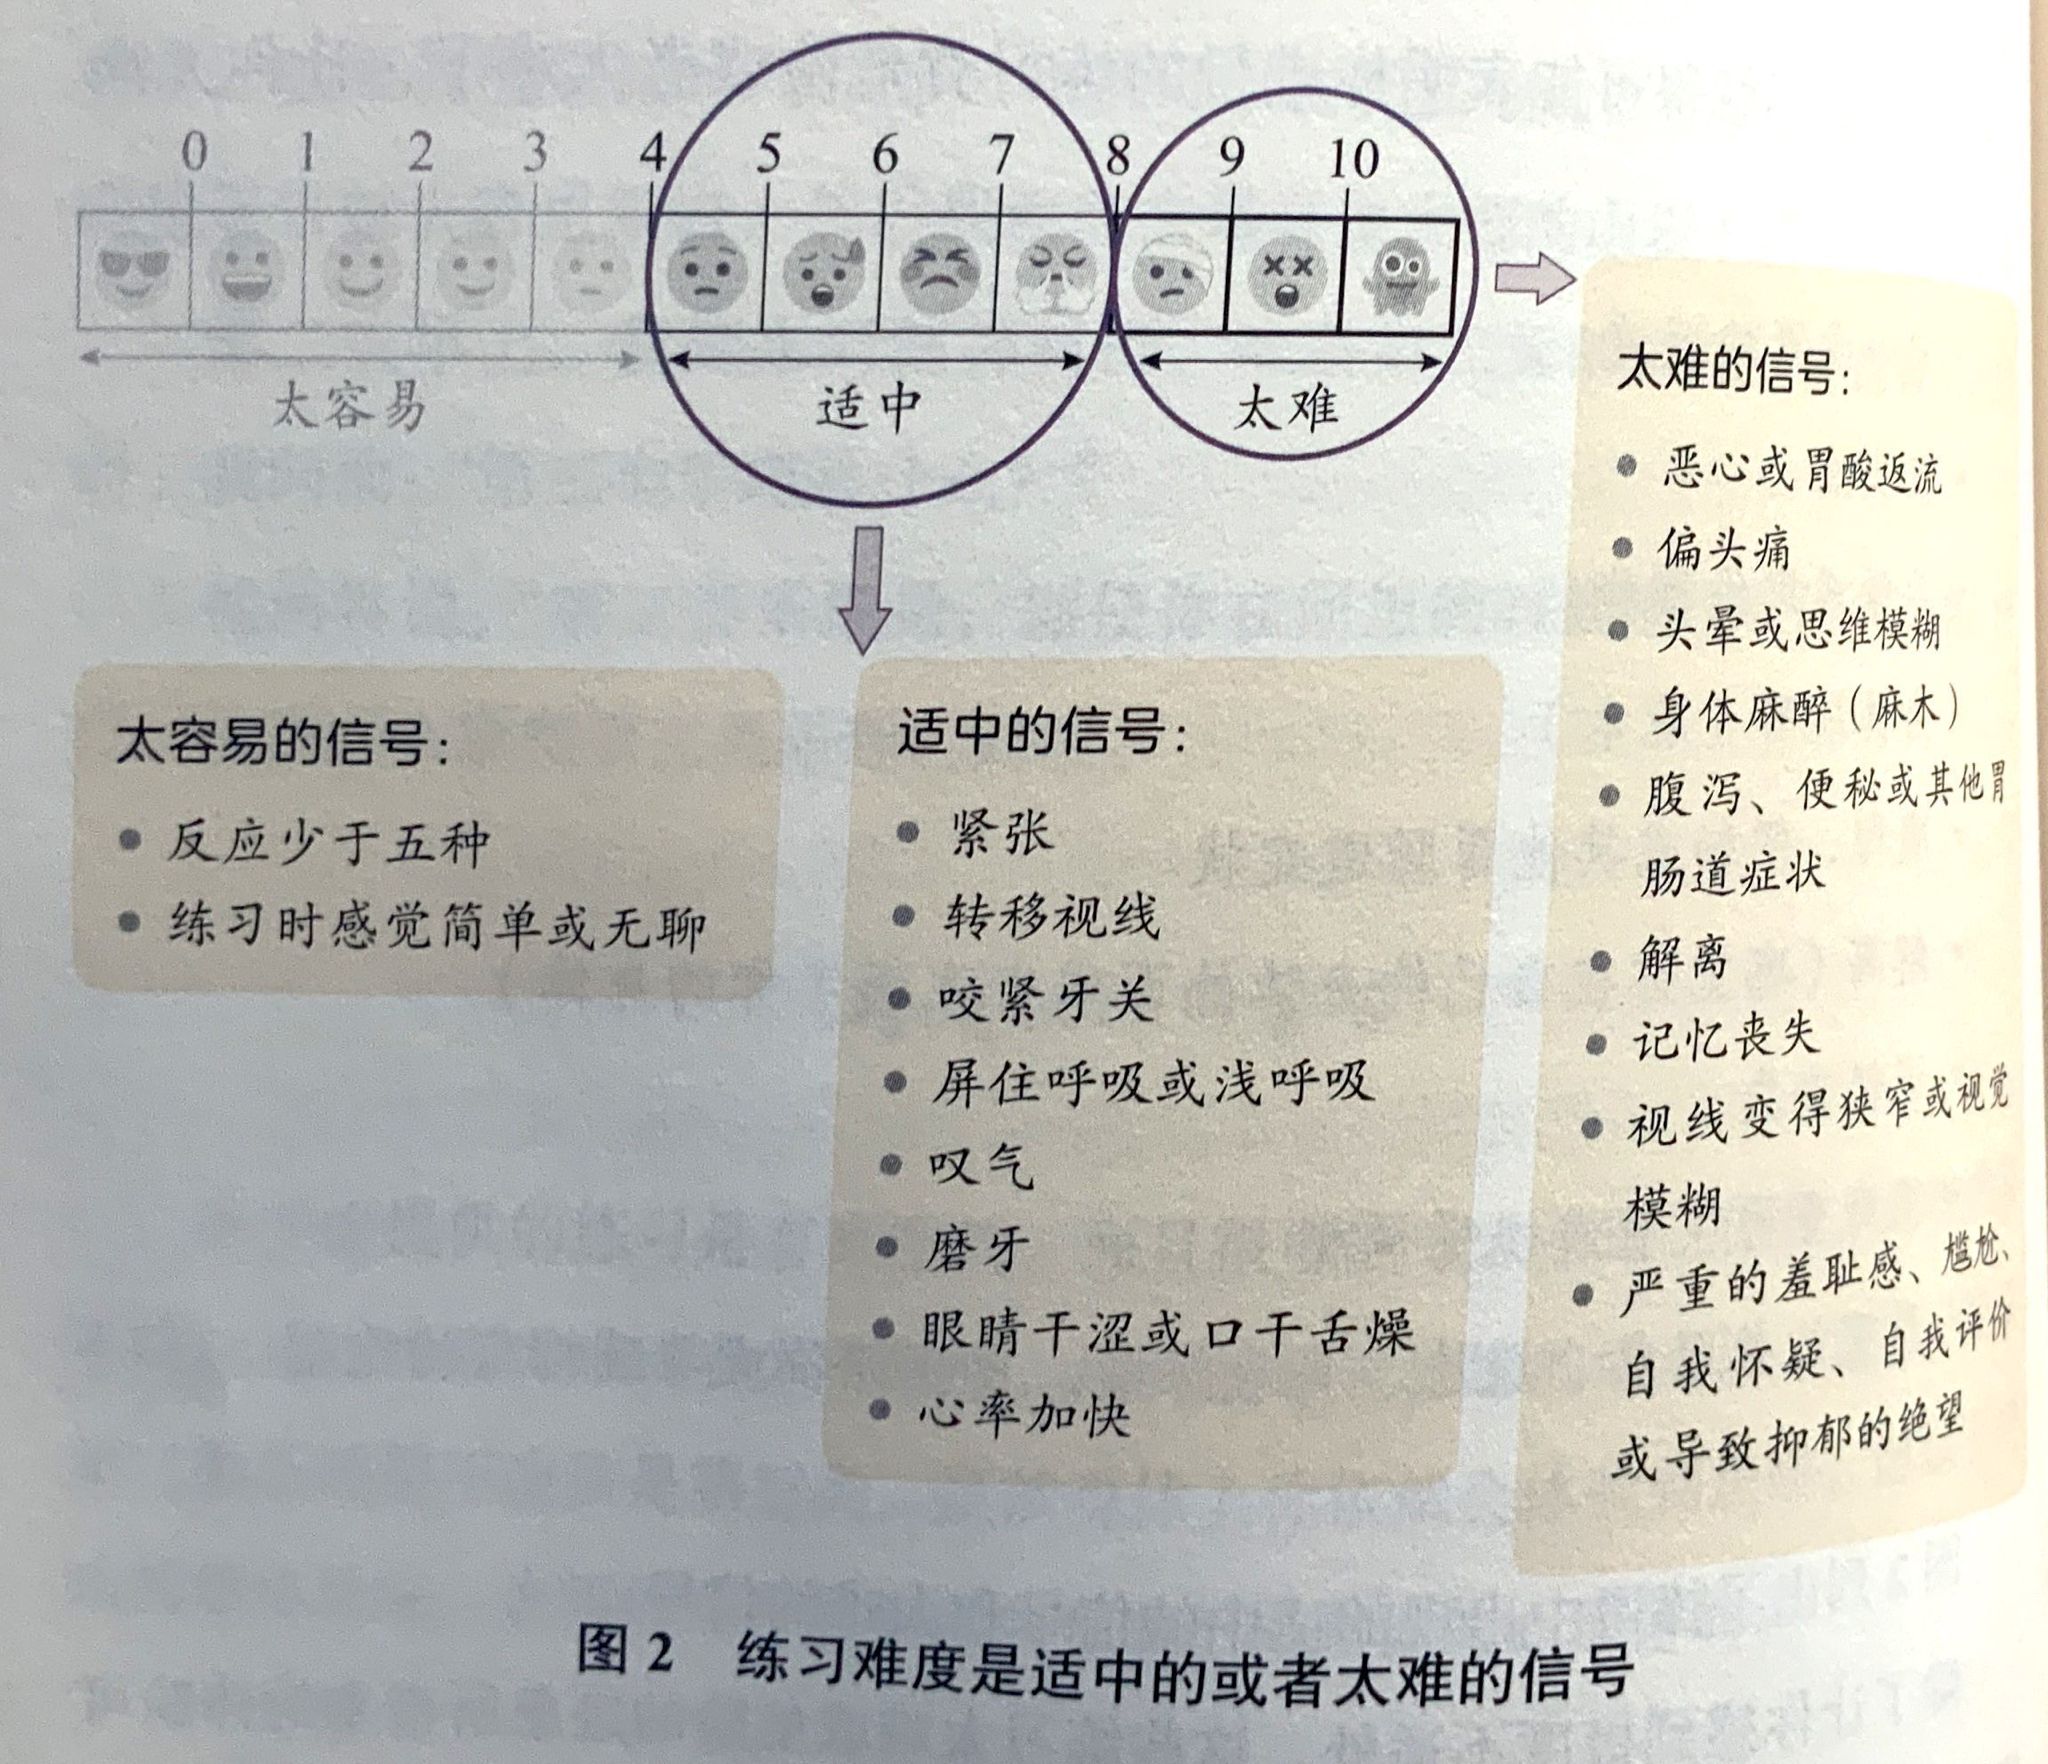 0 1 2 3 4 5 6 7 8 9 10
太容易
适中
太难
太容易的信号：
• 反应少于五种
• 练习时感觉简单或无聊
适中的信号：
• 紧张
• 转移视线
• 咬紧牙关
• 屏住呼吸或浅呼吸
• 叹气
• 磨牙
• 眼睛干涩或口干舌燥
• 心率加快
太难的信号：
• 恶心或胃酸返流
• 偏头痛
• 头晕或思维模糊
• 身体麻醉（麻木）
• 腹泻、便秘或其他胃
肠道症状
• 解离
• 记忆丧失
• 视线变得狭窄或视觉
模糊
• 严重的羞耻感、尴尬、
自我怀疑、自我评价
或导致抑郁的绝望
图 2 练习难度是适中的或者太难的信号